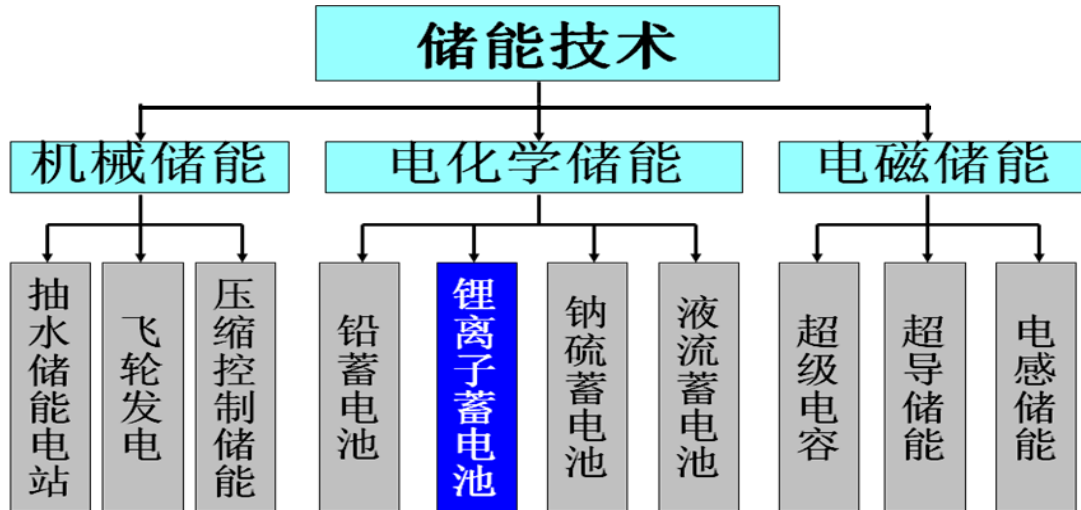 储能技术
机械储能
电化学储能
电磁储能
抽水储能电站
飞轮发电
压缩控制储能
铅蓄电池
锂离子蓄电池
钠硫蓄电池
液流蓄电池
超级电容
超导储能
电感储能